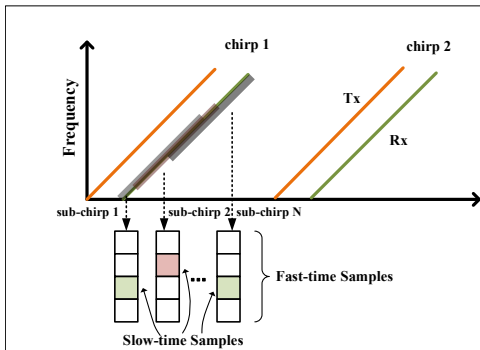 chirp 1
chirp 2
Frequency
Tx
Rx
sub-chirp 1
sub-chirp 2
sub-chirp N
...
Fast-time Samples
Slow-time Samples